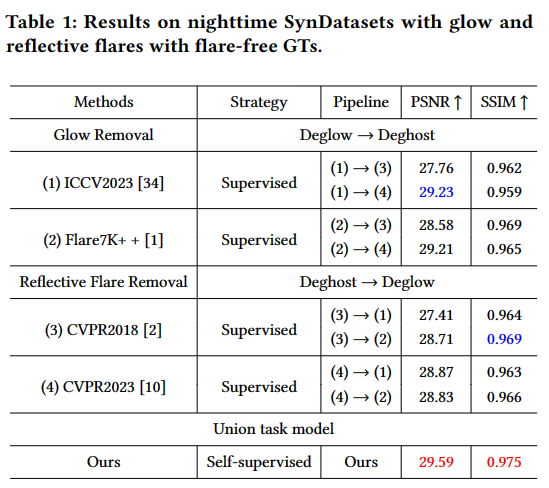 Table 1: Results on nighttime SynDatasets with glow and
reflective flares with flare-free GTs.
Methods Strategy Pipeline PSNR ↑ SSIM ↑
Glow Removal Deglow → Deghost
(1) ICCV2023 [34] Supervised (1) → (3) 27.76 0.962
(1) → (4) 29.23 0.959
(2) Flare7K+ + [1] Supervised (2) → (3) 28.58 0.969
(2) → (4) 29.21 0.965
Reflective Flare Removal Deghost → Deglow
(3) CVPR2018 [2] Supervised (3) → (1) 27.41 0.964
(3) → (2) 28.71 0.969
(4) CVPR2023 [10] Supervised (4) → (1) 28.87 0.963
(4) → (2) 28.83 0.966
Union task model
Ours Self-supervised Ours 29.59 0.975